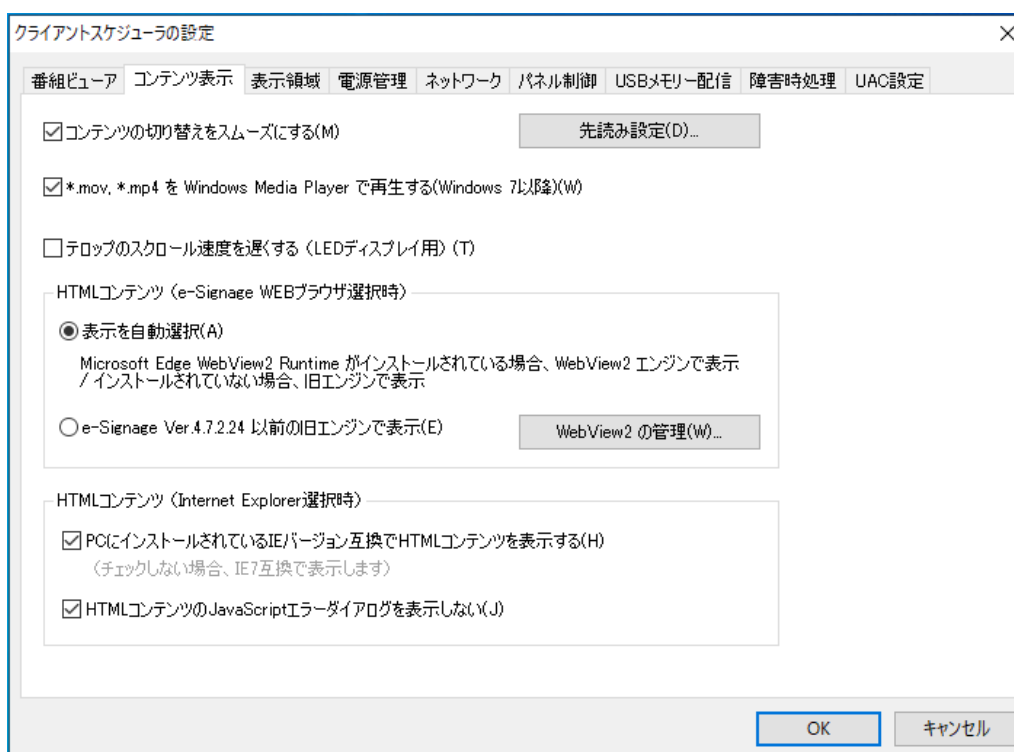 クライアントスケジューラの設定
番組ビューア コンテンツ表示 表示領域 電源管理 ネットワーク パネル制御 USBメモリー配信 障害時処理 UAC設定
コンテンツの切り替えをスムーズにする(M) 先読み設定(D)...
*.mov, *.mp4 を Windows Media Player で再生する(Windows 7以降)(W)
テロップのスクロール速度を遅くする（LEDディスプレイ用）(T)
HTMLコンテンツ（e-Signage WEBブラウザ選択時）
表示を自動選択(A)
Microsoft Edge WebView2 Runtime がインストールされている場合、WebView2 エンジンで表示
/ インストールされていない場合、旧エンジンで表示
e-Signage Ver.4.7.2.24 以前の旧エンジンで表示(E) WebView2 の管理(W)...
HTMLコンテンツ（Internet Explorer選択時）
PCにインストールされているIEバージョン互換でHTMLコンテンツを表示する(H)
（チェックしない場合、IE7互換で表示します）
HTMLコンテンツのJavaScriptエラーダイアログを表示しない(J)
OK キャンセル